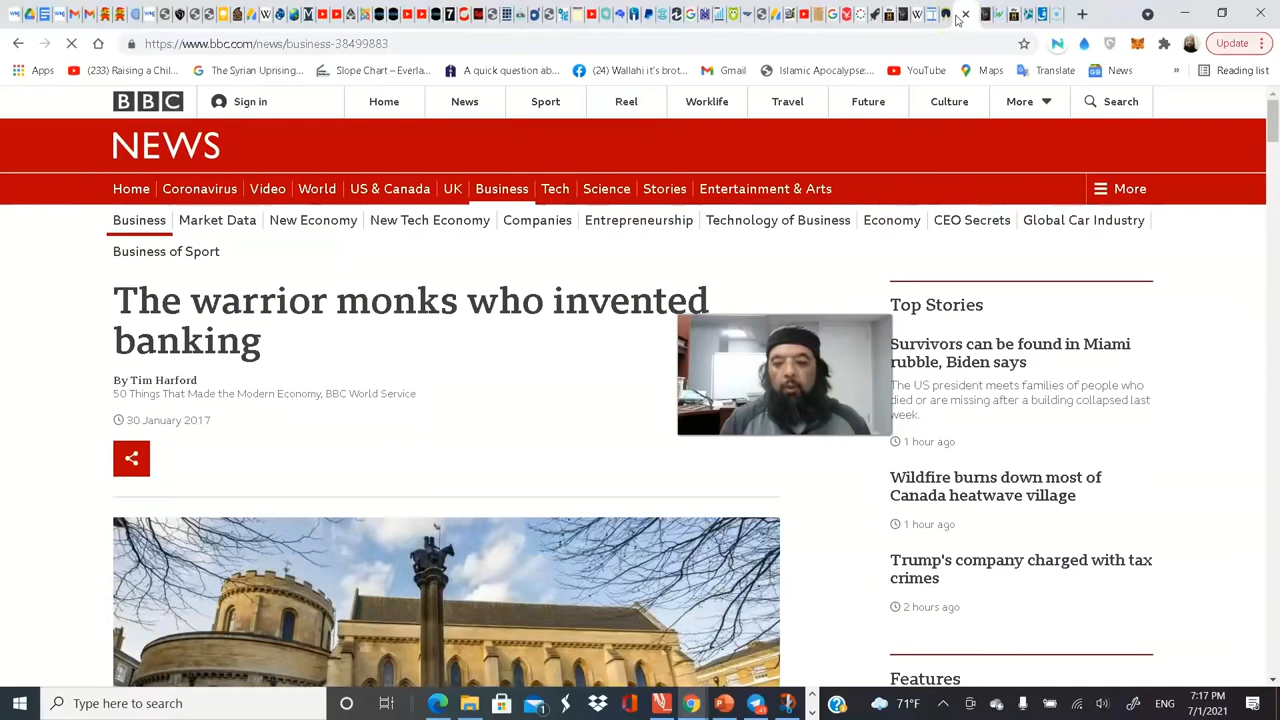 https://www.bbc.com/news/business-38499883
Update
Apps
(233) Raising a Chil...
The Syrian Uprising...
Slope Chart – Everla...
A quick question ab...
(24) Wallahi it's brot...
Gmail
Islamic Apocalypse:...
YouTube
Maps
Translate
News
»
Reading list
BBC
Sign in
Home
News
Sport
Reel
Worklife
Travel
Future
Culture
More
Search
NEWS
Home
Coronavirus
Video
World
US & Canada
UK
Business
Tech
Science
Stories
Entertainment & Arts
More
Business
Market Data
New Economy
New Tech Economy
Companies
Entrepreneurship
Technology of Business
Economy
CEO Secrets
Global Car Industry
Business of Sport
The warrior monks who invented
banking
By Tim Harford
50 Things That Made the Modern Economy, BBC World Service
30 January 2017
Top Stories
Survivors can be found in Miami
rubble, Biden says
The US president meets families of people who
died or are missing after a building collapsed last
week.
1 hour ago
Wildfire burns down most of
Canada heatwave village
1 hour ago
Trump's company charged with tax
crimes
2 hours ago
Features
Type here to search
71°F
ENG
7:17 PM
7/1/2021